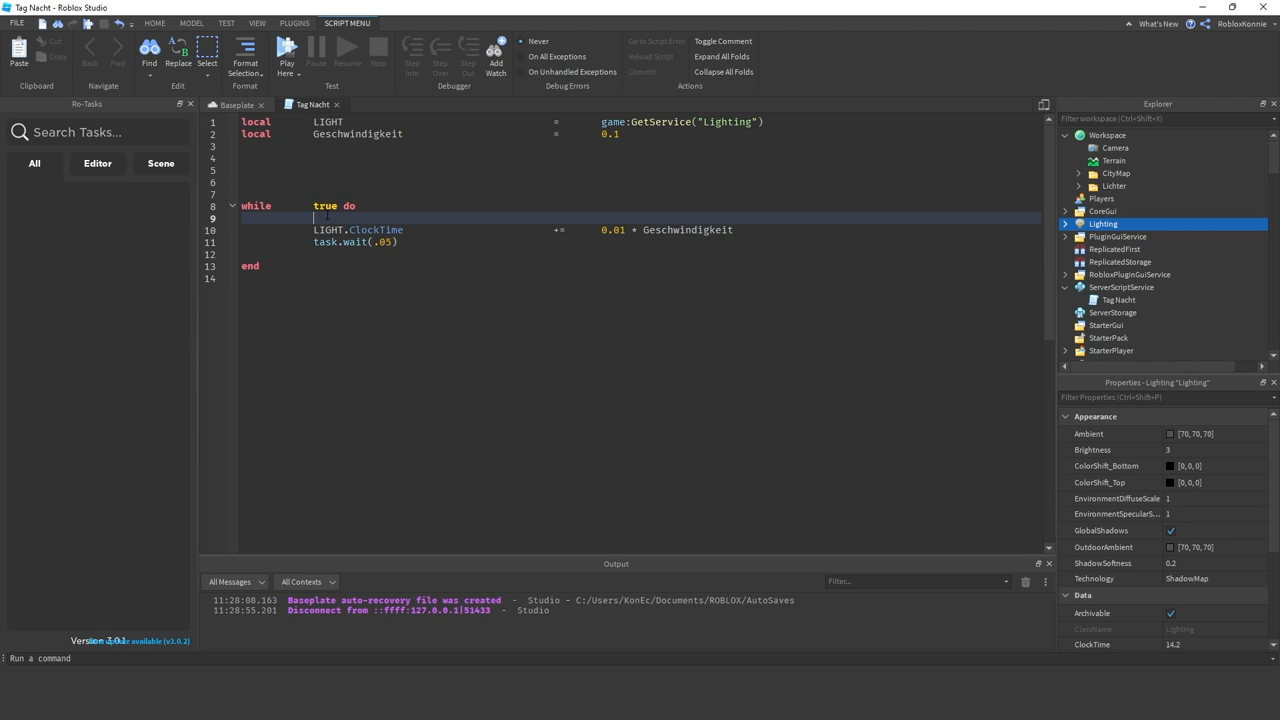 Tag Nacht - Roblox Studio
FILE HOME MODEL TEST VIEW PLUGINS SCRIPT MENU What's New RobloxKonnie
Paste Cut Copy Back Fwd Find Replace Select Format Selection Play Here Pause Resume Stop Step Into Step Over Step Out Add Watch
Never Go to Script Error Toggle Comment
On All Exceptions Reload Script Expand All Folds
On Unhandled Exceptions Commit Collapse All Folds
Clipboard Navigate Edit Format Test Debugger Debug Errors Actions
Ro-Tasks
Search Tasks...
All Editor Scene
Baseplate Tag Nacht
1 local LIGHT = game:GetService("Lighting")
2 local Geschwindigkeit = 0.1
3
4
5
6
7
8 while true do
9
10 LIGHT.ClockTime += 0.01 * Geschwindigkeit
11 task.wait(.05)
12
13 end
14
Explorer
Filter workspace (Ctrl+Shift+X)
Workspace
Camera
Terrain
CityMap
Lichter
Players
CoreGui
Lighting
PluginGuiService
ReplicatedFirst
ReplicatedStorage
RobloxPluginGuiService
ServerScriptService
Tag Nacht
ServerStorage
StarterGui
StarterPack
StarterPlayer
Properties - Lighting "Lighting"
Filter Properties (Ctrl+Shift+P)
Appearance
Ambient [70, 70, 70]
Brightness 3
ColorShift_Bottom [0, 0, 0]
ColorShift_Top [0, 0, 0]
EnvironmentDiffuseScale 1
EnvironmentSpecularS... 1
GlobalShadows
OutdoorAmbient [70, 70, 70]
ShadowSoftness 0.2
Technology ShadowMap
Data
Archivable
ClassName Lighting
ClockTime 14.2
Output
All Messages All Contexts Filter...
11:28:08.163 Baseplate auto-recovery file was created - Studio - C:/Users/KonEc/Documents/ROBLOX/AutoSaves
11:28:55.201 Disconnect from ::ffff:127.0.0.1|51433 - Studio
Version 3.0.1
update available (v3.0.2)
Run a command